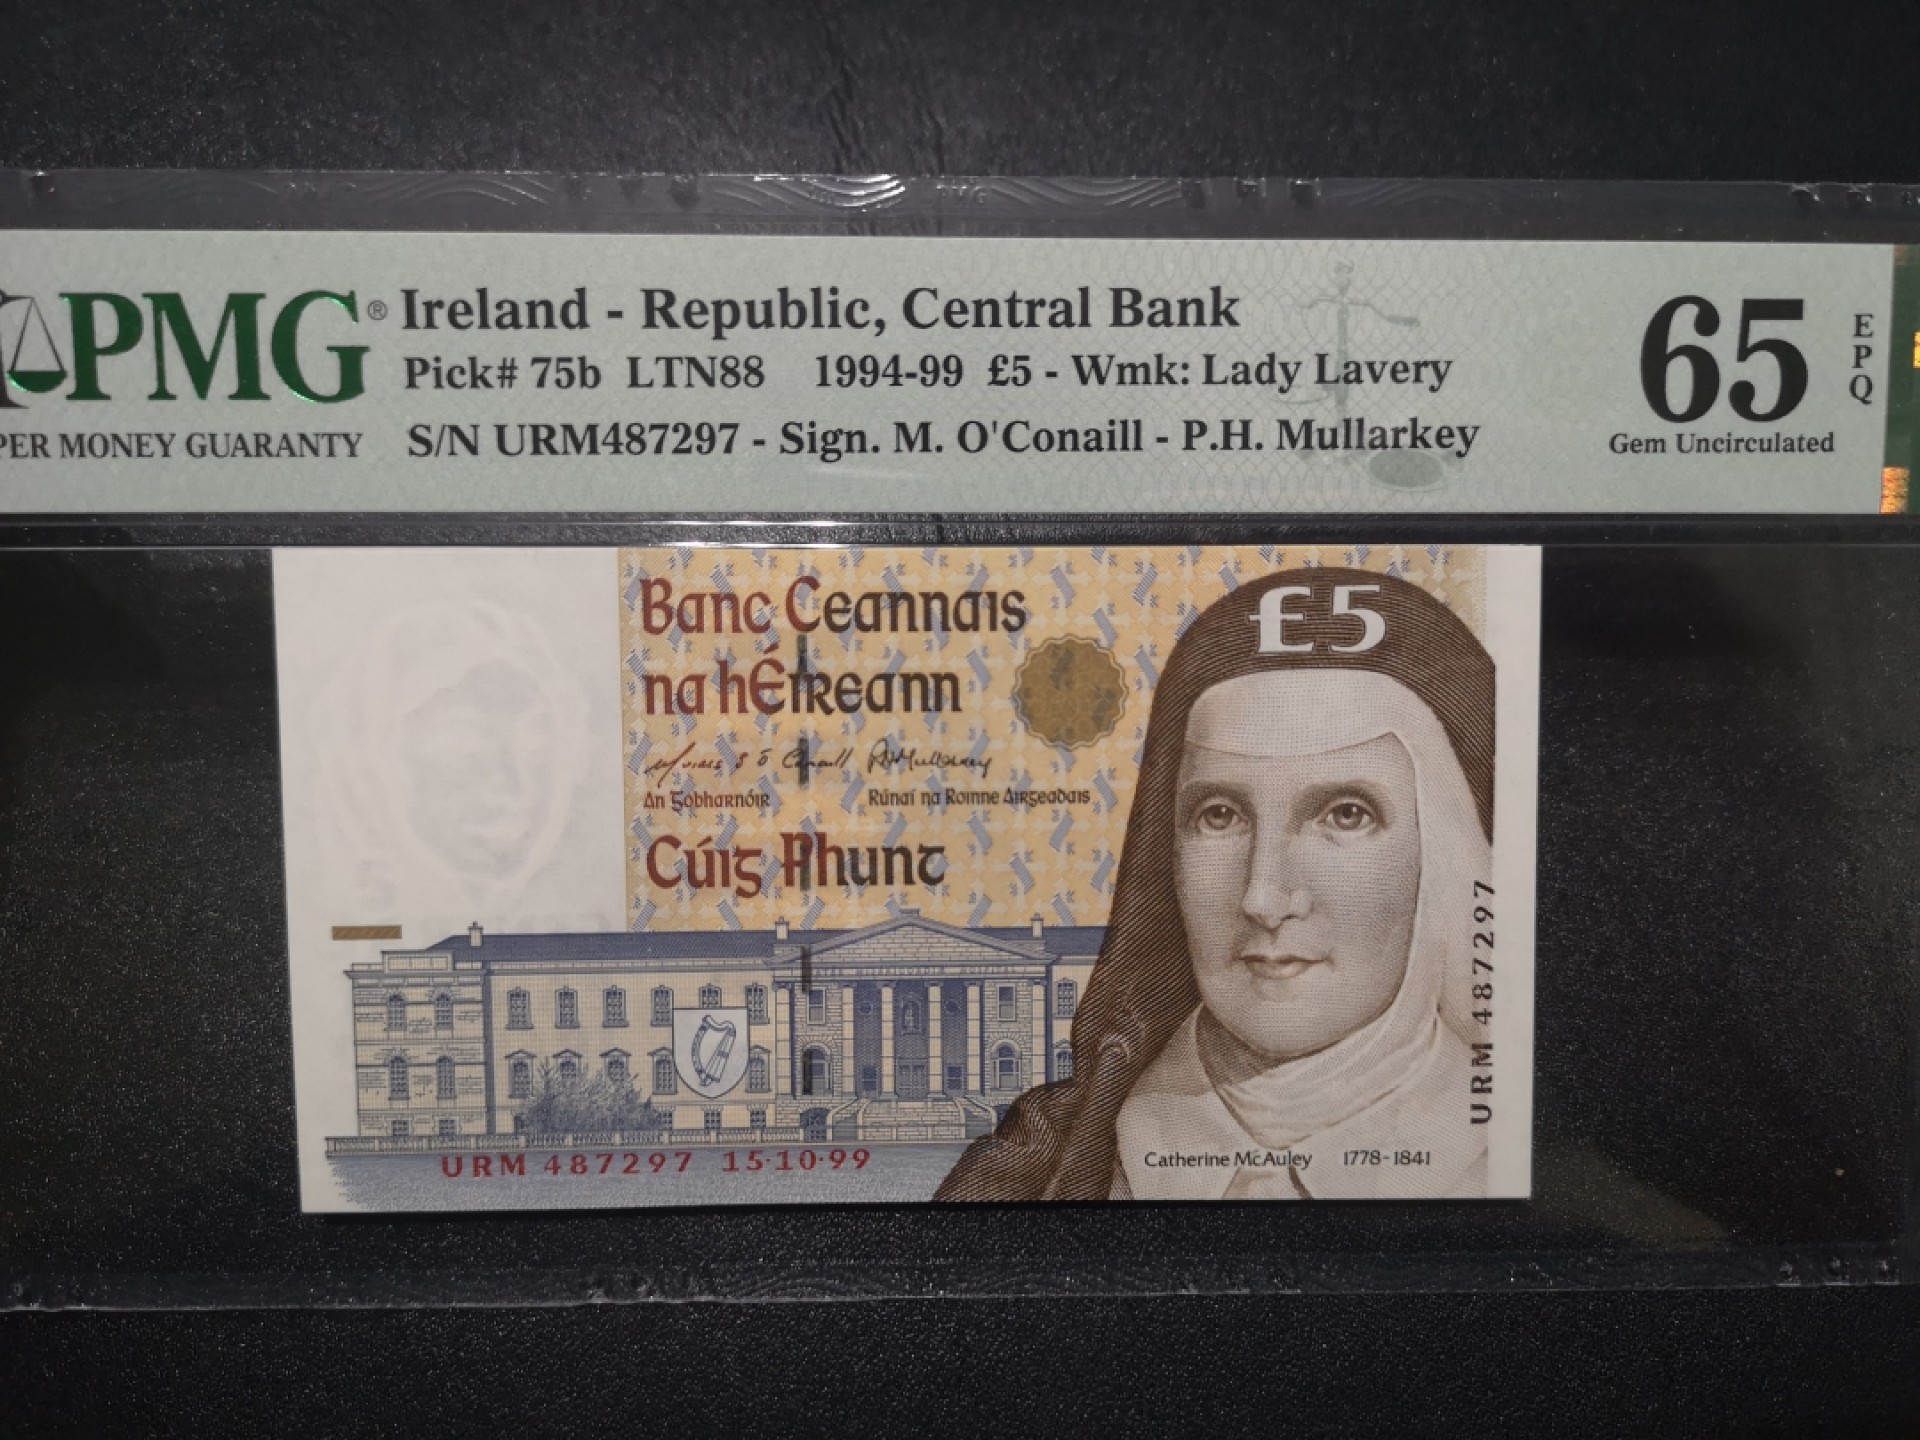 PMG® Ireland - Republic, Central Bank
Pick# 75b LTN88 1994-99 £5 - Wmk: Lady Lavery
PER MONEY GUARANTY S/N URM487297 - Sign. M. O'Conaill - P.H. Mullarkey
65 EPQ
Gem Uncirculated
Banc Ceannais
na hÉireann
£5
An Gobharnóir Rúnaí na Roinne Airgeadais
Cúig Phunt
URM 487297
URM 487297 15·10·99
Catherine McAuley 1778-1841